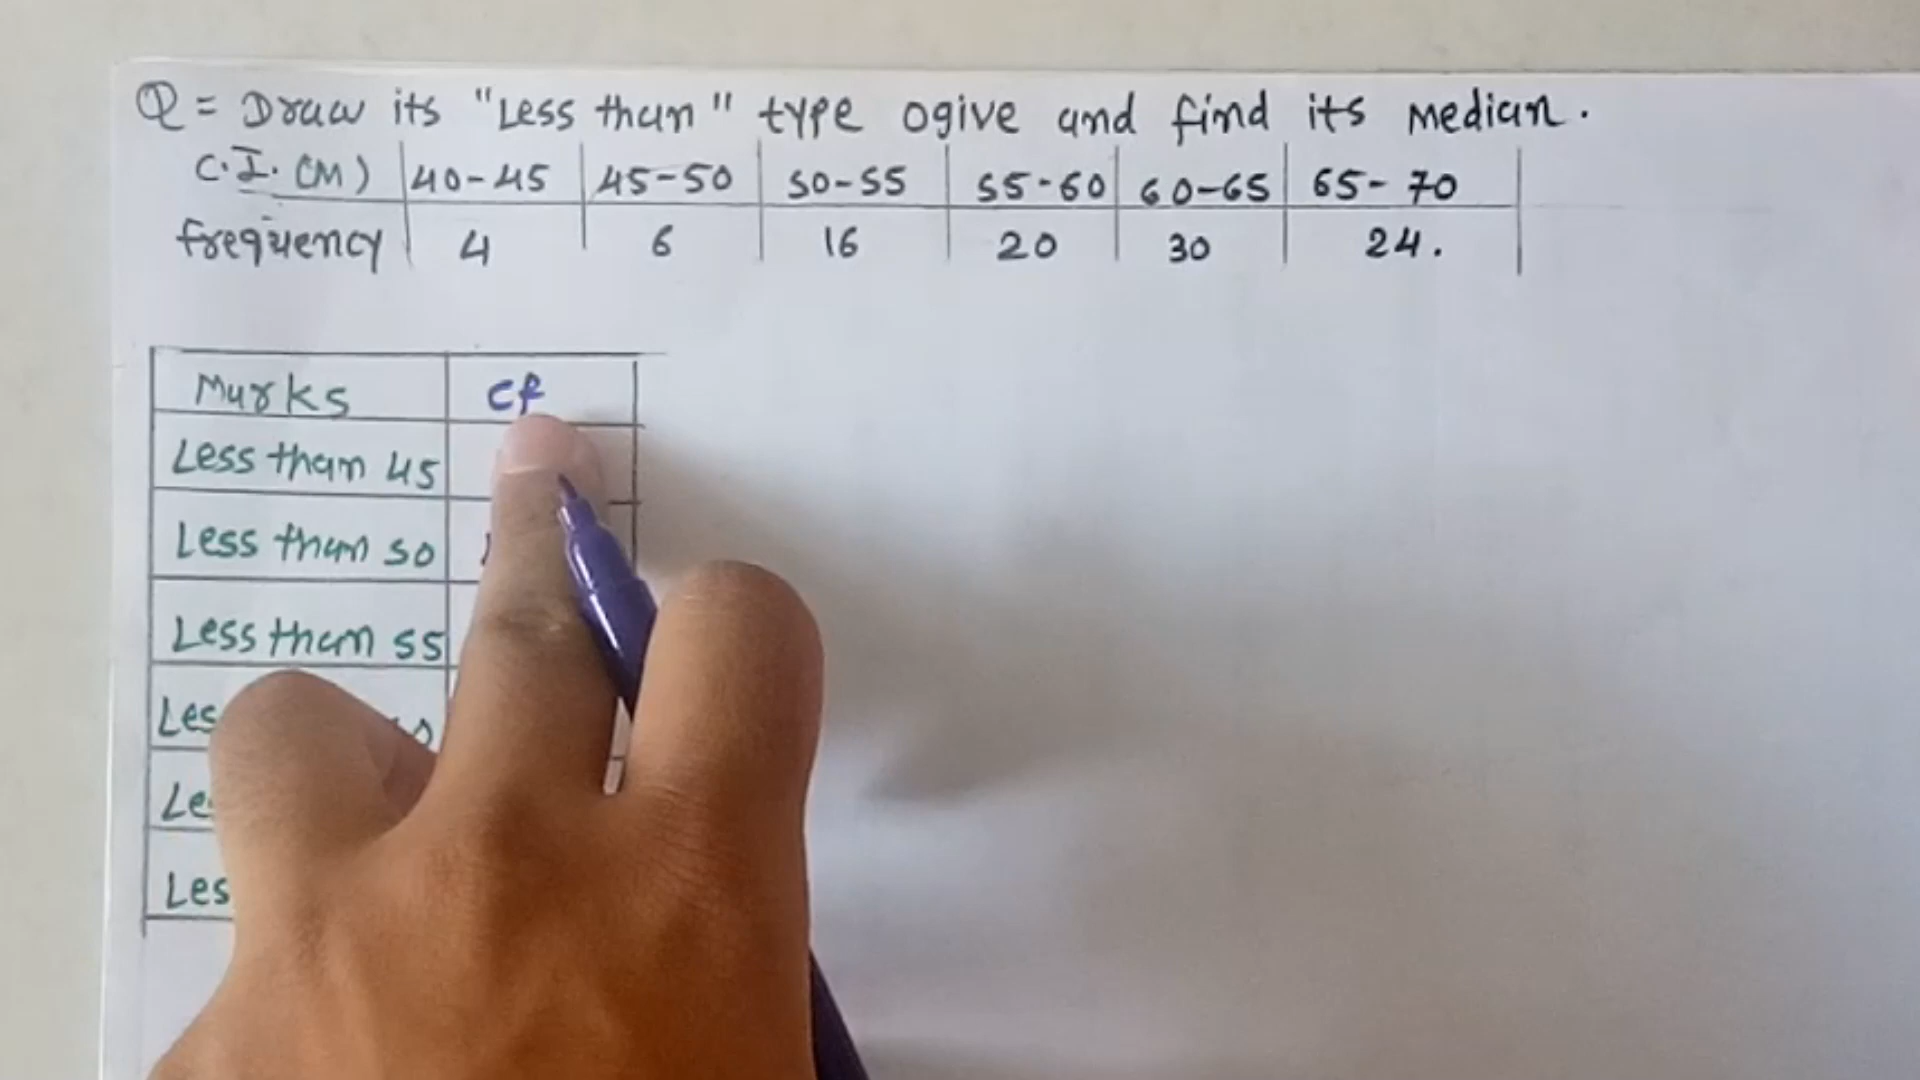 Q = Draw its "Less than" type ogive and find its median.
C.I. (M) 40-45 45-50 50-55 55-60 60-65 65-70
frequency 4 6 16 20 30 24.
Marks cf
Less than 45
Less than 50
Less than 55
Les
Le
Les